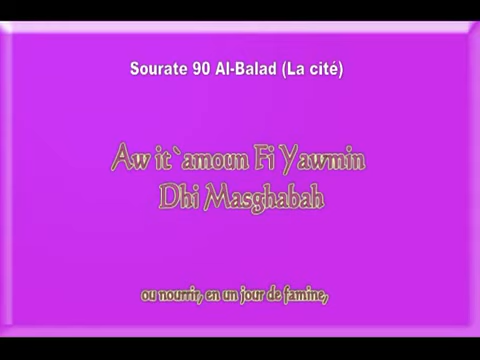 Sourate 90 Al-Balad (La cité)
Aw it`amoun Fi Yawmin
Dhi Masghabah
ou nourrir, en un jour de famine,